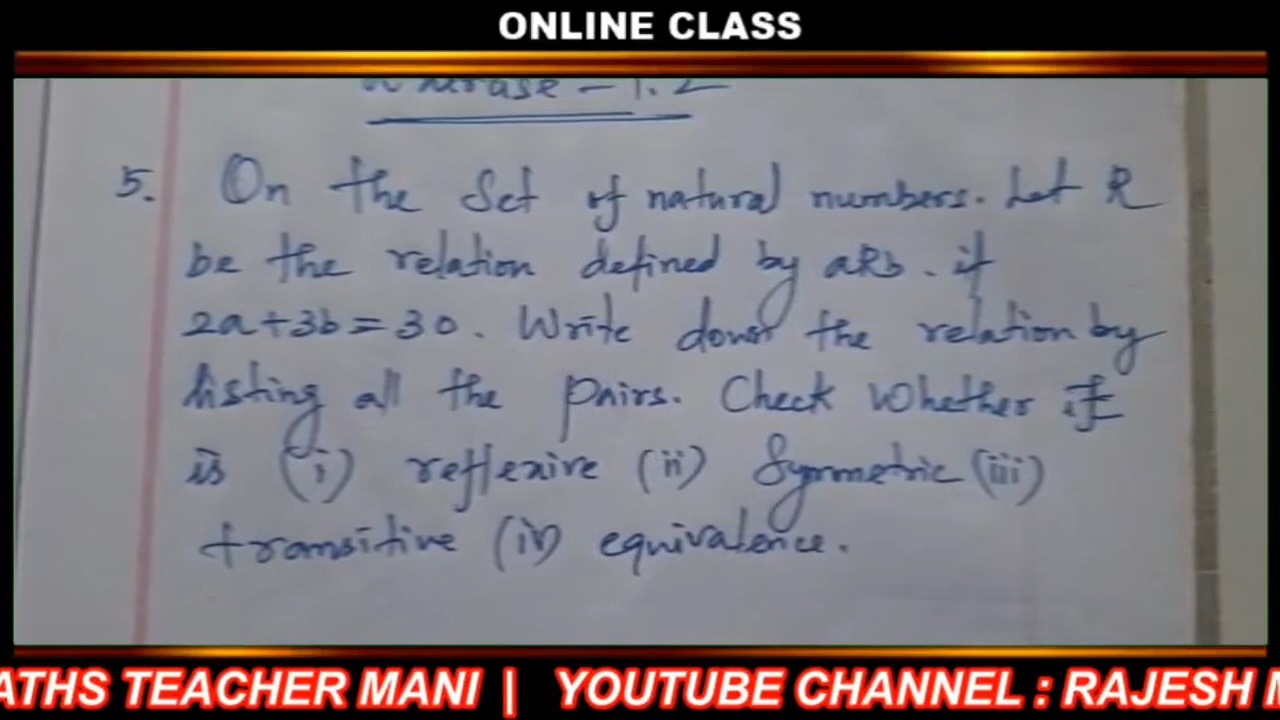 ONLINE CLASS
- 1.2
5. On the Set of natural numbers. Let R
be the relation defined by aRb. if
2a+3b=30. Write down the relation by
listing all the pairs. Check whether it
is (i) reflexive (ii) Symmetric (iii)
transitive (iv) equivalence.
ATHS TEACHER MANI | YOUTUBE CHANNEL : RAJESH M